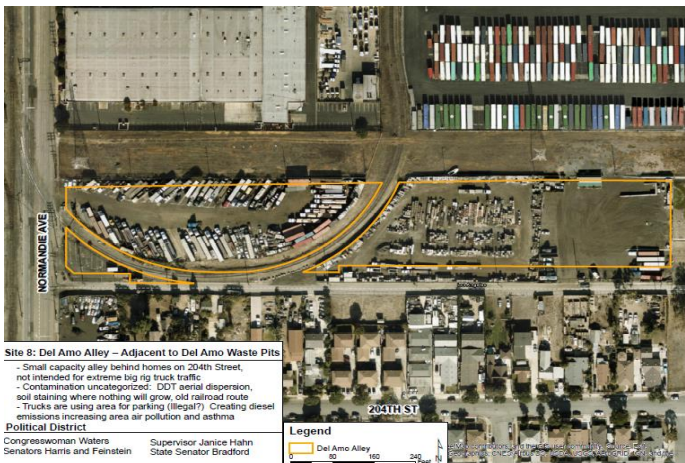 NORMANDIE AVE
204TH ST
Site 8: Del Amo Alley – Adjacent to Del Amo Waste Pits
- Small capacity alley behind homes on 204th Street,
not intended for extreme big rig truck traffic
- Contamination uncategorized: DDT aerial dispersion,
soil staining where nothing will grow, old railroad route
- Trucks are using area for parking (Illegal?) Creating diesel
emissions increasing area air pollution and asthma
Political District
Congresswoman Waters
Senators Harris and Feinstein
Supervisor Janice Hahn
State Senator Bradford
Legend
Del Amo Alley
0 80 160 240
Feet